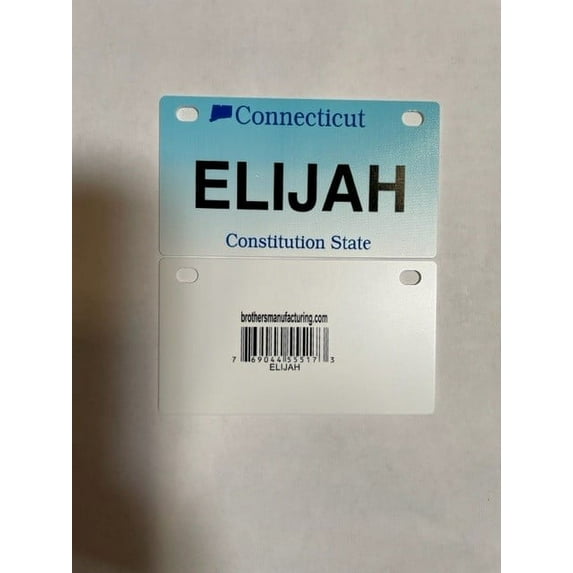 Connecticut
ELIJAH
Constitution State
brothersmanufacturing.com
7 69044 55517 3
ELIJAH